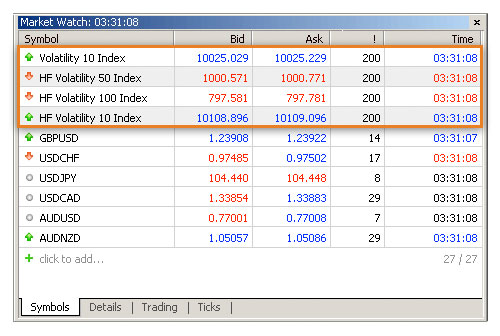 Market Watch: 03:31:08
Symbol Bid Ask ! Time
Volatility 10 Index 10025.029 10025.229 200 03:31:08
HF Volatility 50 Index 1000.571 1000.771 200 03:31:08
HF Volatility 100 Index 797.581 797.781 200 03:31:08
HF Volatility 10 Index 10108.896 10109.096 200 03:31:08
GBPUSD 1.23908 1.23922 14 03:31:07
USDCHF 0.97485 0.97502 17 03:31:08
USDJPY 104.440 104.448 8 03:31:08
USDCAD 1.33854 1.33883 29 03:31:08
AUDUSD 0.77001 0.77008 7 03:31:08
AUDNZD 1.05057 1.05086 29 03:31:08
click to add... 27 / 27
Symbols | Details | Trading | Ticks |